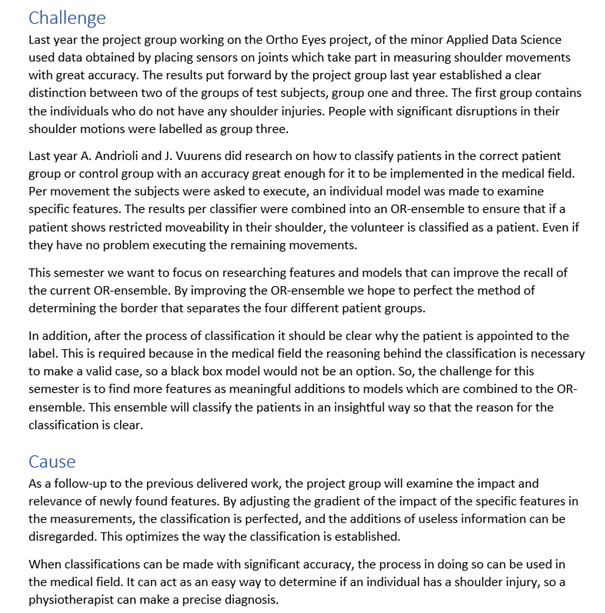 Challenge
Last year the project group working on the Ortho Eyes project, of the minor Applied Data Science
used data obtained by placing sensors on joints which take part in measuring shoulder movements
with great accuracy. The results put forward by the project group last year established a clear
distinction between two of the groups of test subjects, group one and three. The first group contains
the individuals who do not have any shoulder injuries. People with significant disruptions in their
shoulder motions were labelled as group three.
Last year A. Andrioli and J. Vuurens did research on how to classify patients in the correct patient
group or control group with an accuracy great enough for it to be implemented in the medical field.
Per movement the subjects were asked to execute, an individual model was made to examine
specific features. The results per classifier were combined into an OR-ensemble to ensure that if a
patient shows restricted moveability in their shoulder, the volunteer is classified as a patient. Even if
they have no problem executing the remaining movements.
This semester we want to focus on researching features and models that can improve the recall of
the current OR-ensemble. By improving the OR-ensemble we hope to perfect the method of
determining the border that separates the four different patient groups.
In addition, after the process of classification it should be clear why the patient is appointed to the
label. This is required because in the medical field the reasoning behind the classification is necessary
to make a valid case, so a black box model would not be an option. So, the challenge for this
semester is to find more features as meaningful additions to models which are combined to the OR-
ensemble. This ensemble will classify the patients in an insightful way so that the reason for the
classification is clear.
Cause
As a follow-up to the previous delivered work, the project group will examine the impact and
relevance of newly found features. By adjusting the gradient of the impact of the specific features in
the measurements, the classification is perfected, and the additions of useless information can be
disregarded. This optimizes the way the classification is established.
When classifications can be made with significant accuracy, the process in doing so can be used in
the medical field. It can act as an easy way to determine if an individual has a shoulder injury, so a
physiotherapist can make a precise diagnosis.